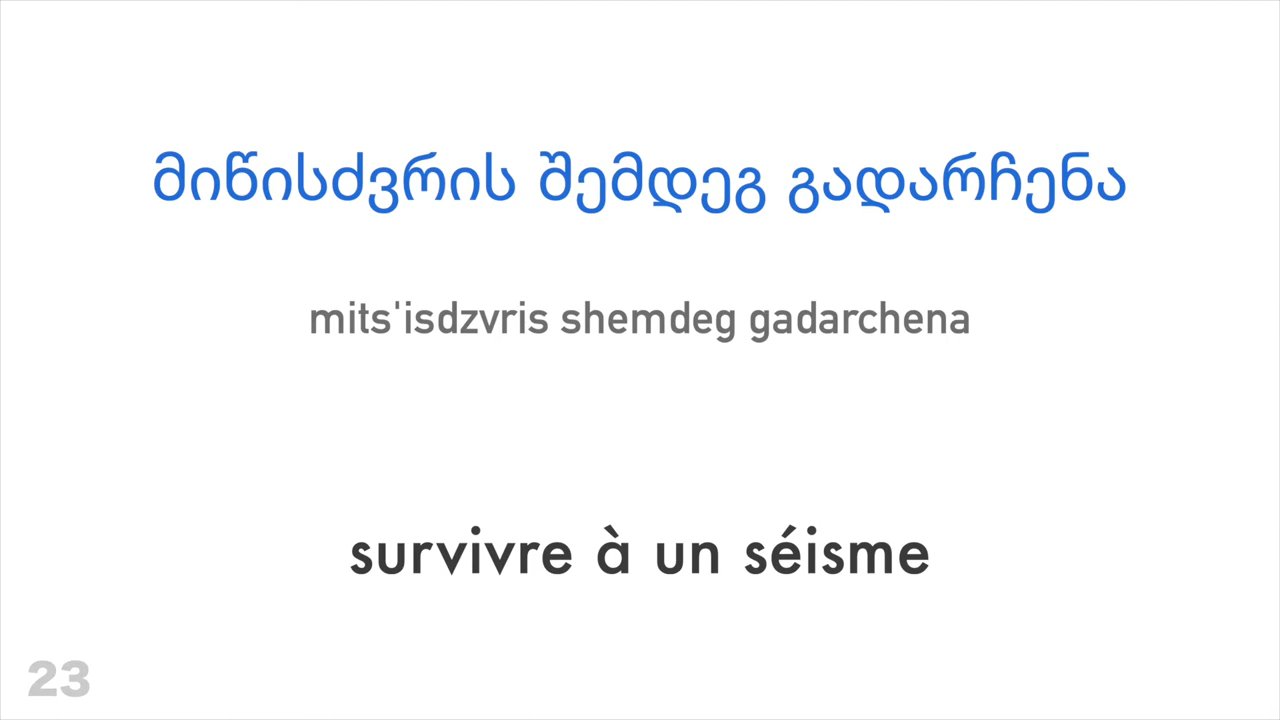 მიწისძვრის შემდეგ გადარჩენა
mits'isdzvris shemdeg gadarchena
survivre à un séisme
23